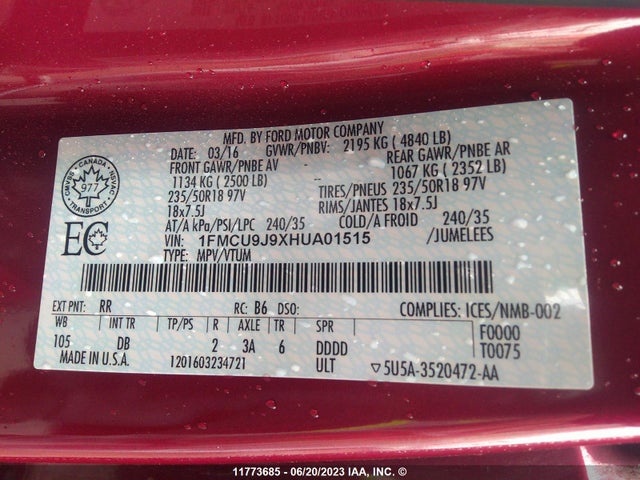 MFD. BY FORD MOTOR COMPANY
DATE: 03/16 GVWR/PNBV: 2195 KG ( 4840 LB)
FRONT GAWR/PNBE AV REAR GAWR/PNBE AR
1134 KG ( 2500 LB) 1067 KG ( 2352 LB)
235/50R18 97V TIRES/PNEUS 235/50R18 97V
18x7.5J RIMS/JANTES 18x7.5J
AT/A kPa/PSI/LPC 240/35 COLD/A FROID 240/35
VIN: 1FMCU9J9XHUA01515 /JUMELEES
TYPE: MPV/VTUM
CMVSS - CANADA - NSVAC
977
TRANSPORT
EC
EXT PNT: RR RC: B6 DSO: COMPLIES: ICES/NMB-002
WB INT TR TP/PS R AXLE TR SPR F0000
105 DB 2 3A 6 DDDD T0075
MADE IN U.S.A. 1201603234721 ULT ▽5U5A-3520472-AA
11773685 - 06/20/2023 IAA, INC. ©